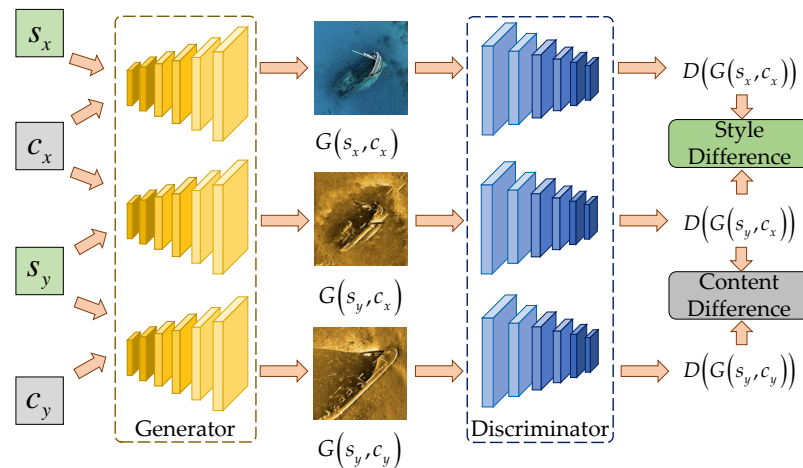 s_x
c_x
s_y
c_y
Generator
G(s_x, c_x)
G(s_y, c_x)
G(s_y, c_y)
Discriminator
D(G(s_x, c_x))
Style
Difference
D(G(s_y, c_x))
Content
Difference
D(G(s_y, c_y))